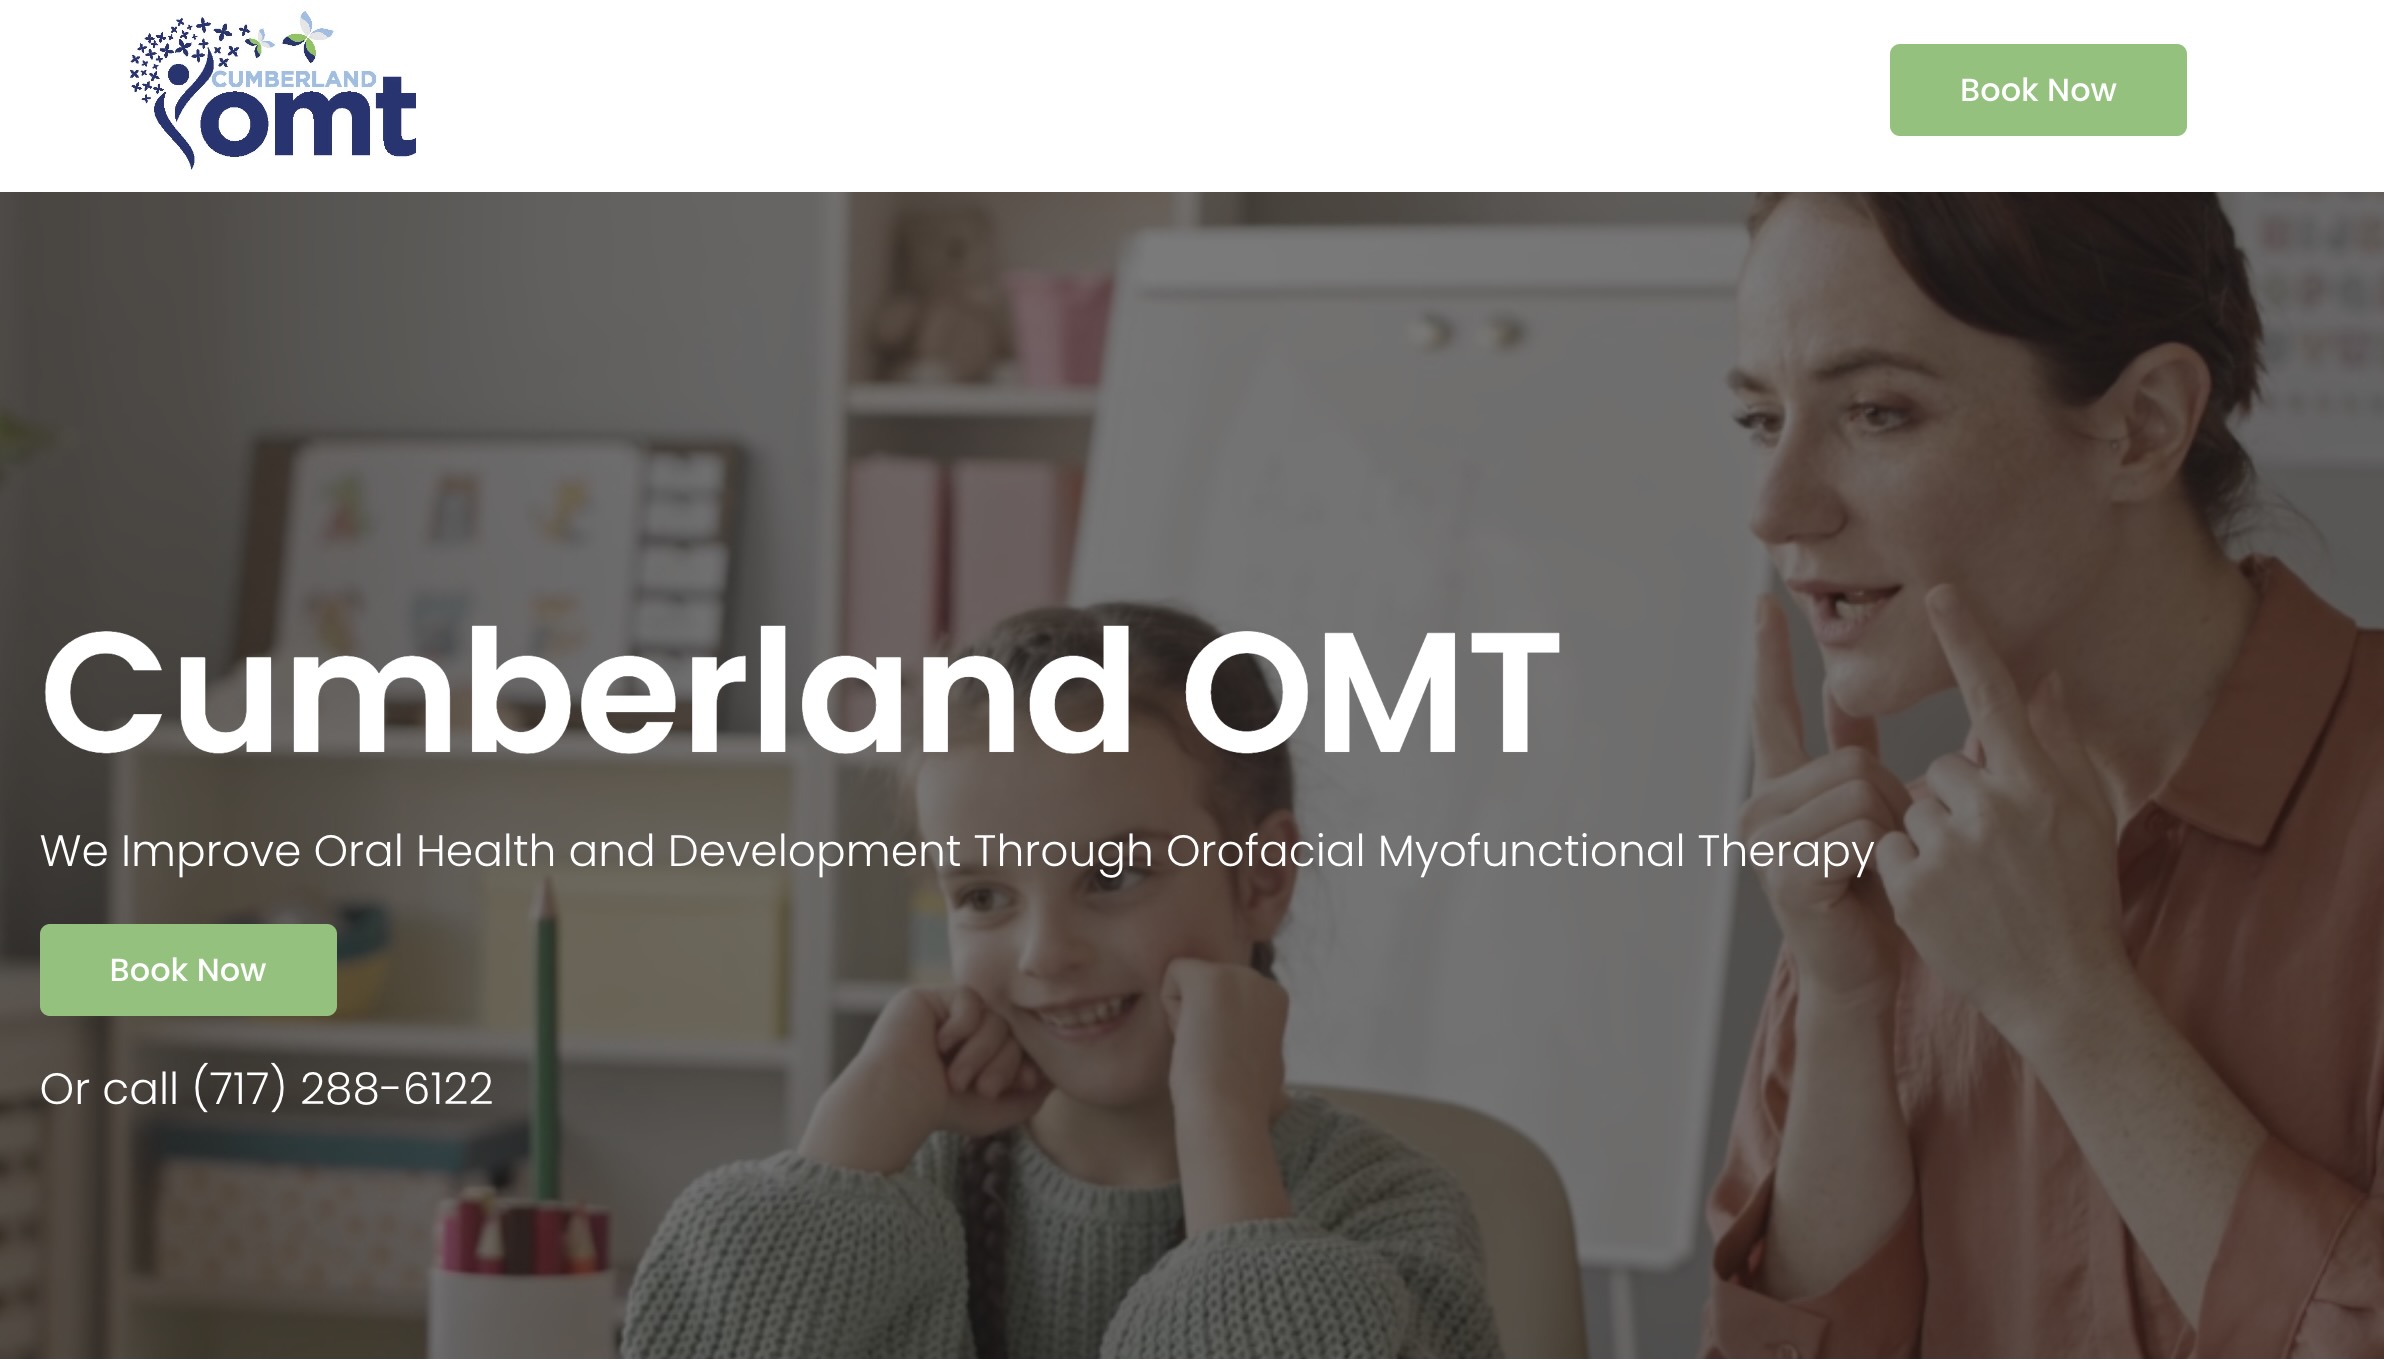 CUMBERLAND
omt
Book Now
Cumberland OMT
We Improve Oral Health and Development Through Orofacial Myofunctional Therapy
Book Now
Or call (717) 288-6122